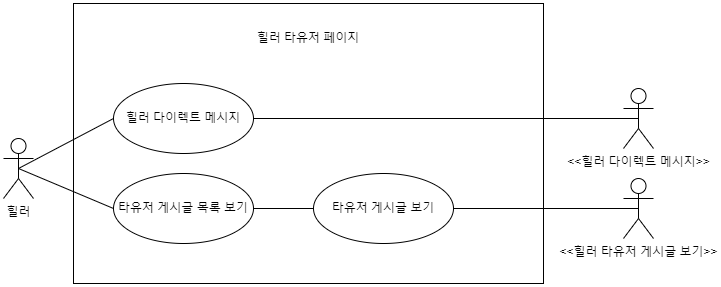 힐러 타유저 페이지
힐러 다이렉트 메시지
<<힐러 다이렉트 메시지>>
힐러
타유저 게시글 목록 보기
타유저 게시글 보기
<<힐러 타유저 게시글 보기>>